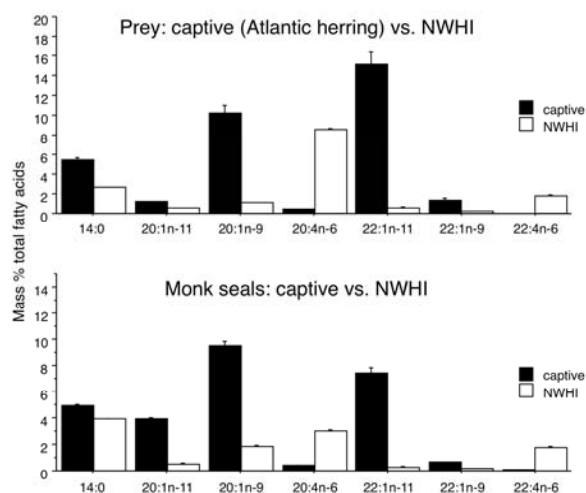 Prey: captive (Atlantic herring) vs. NWHI
20
18
16
14
12
10
8
6
4
2
0
captive
NWHI
14:0 20:1n-11 20:1n-9 20:4n-6 22:1n-11 22:1n-9 22:4n-6
Mass % total fatty acids
Monk seals: captive vs. NWHI
14
12
10
8
6
4
2
0
captive
NWHI
14:0 20:1n-11 20:1n-9 20:4n-6 22:1n-11 22:1n-9 22:4n-6